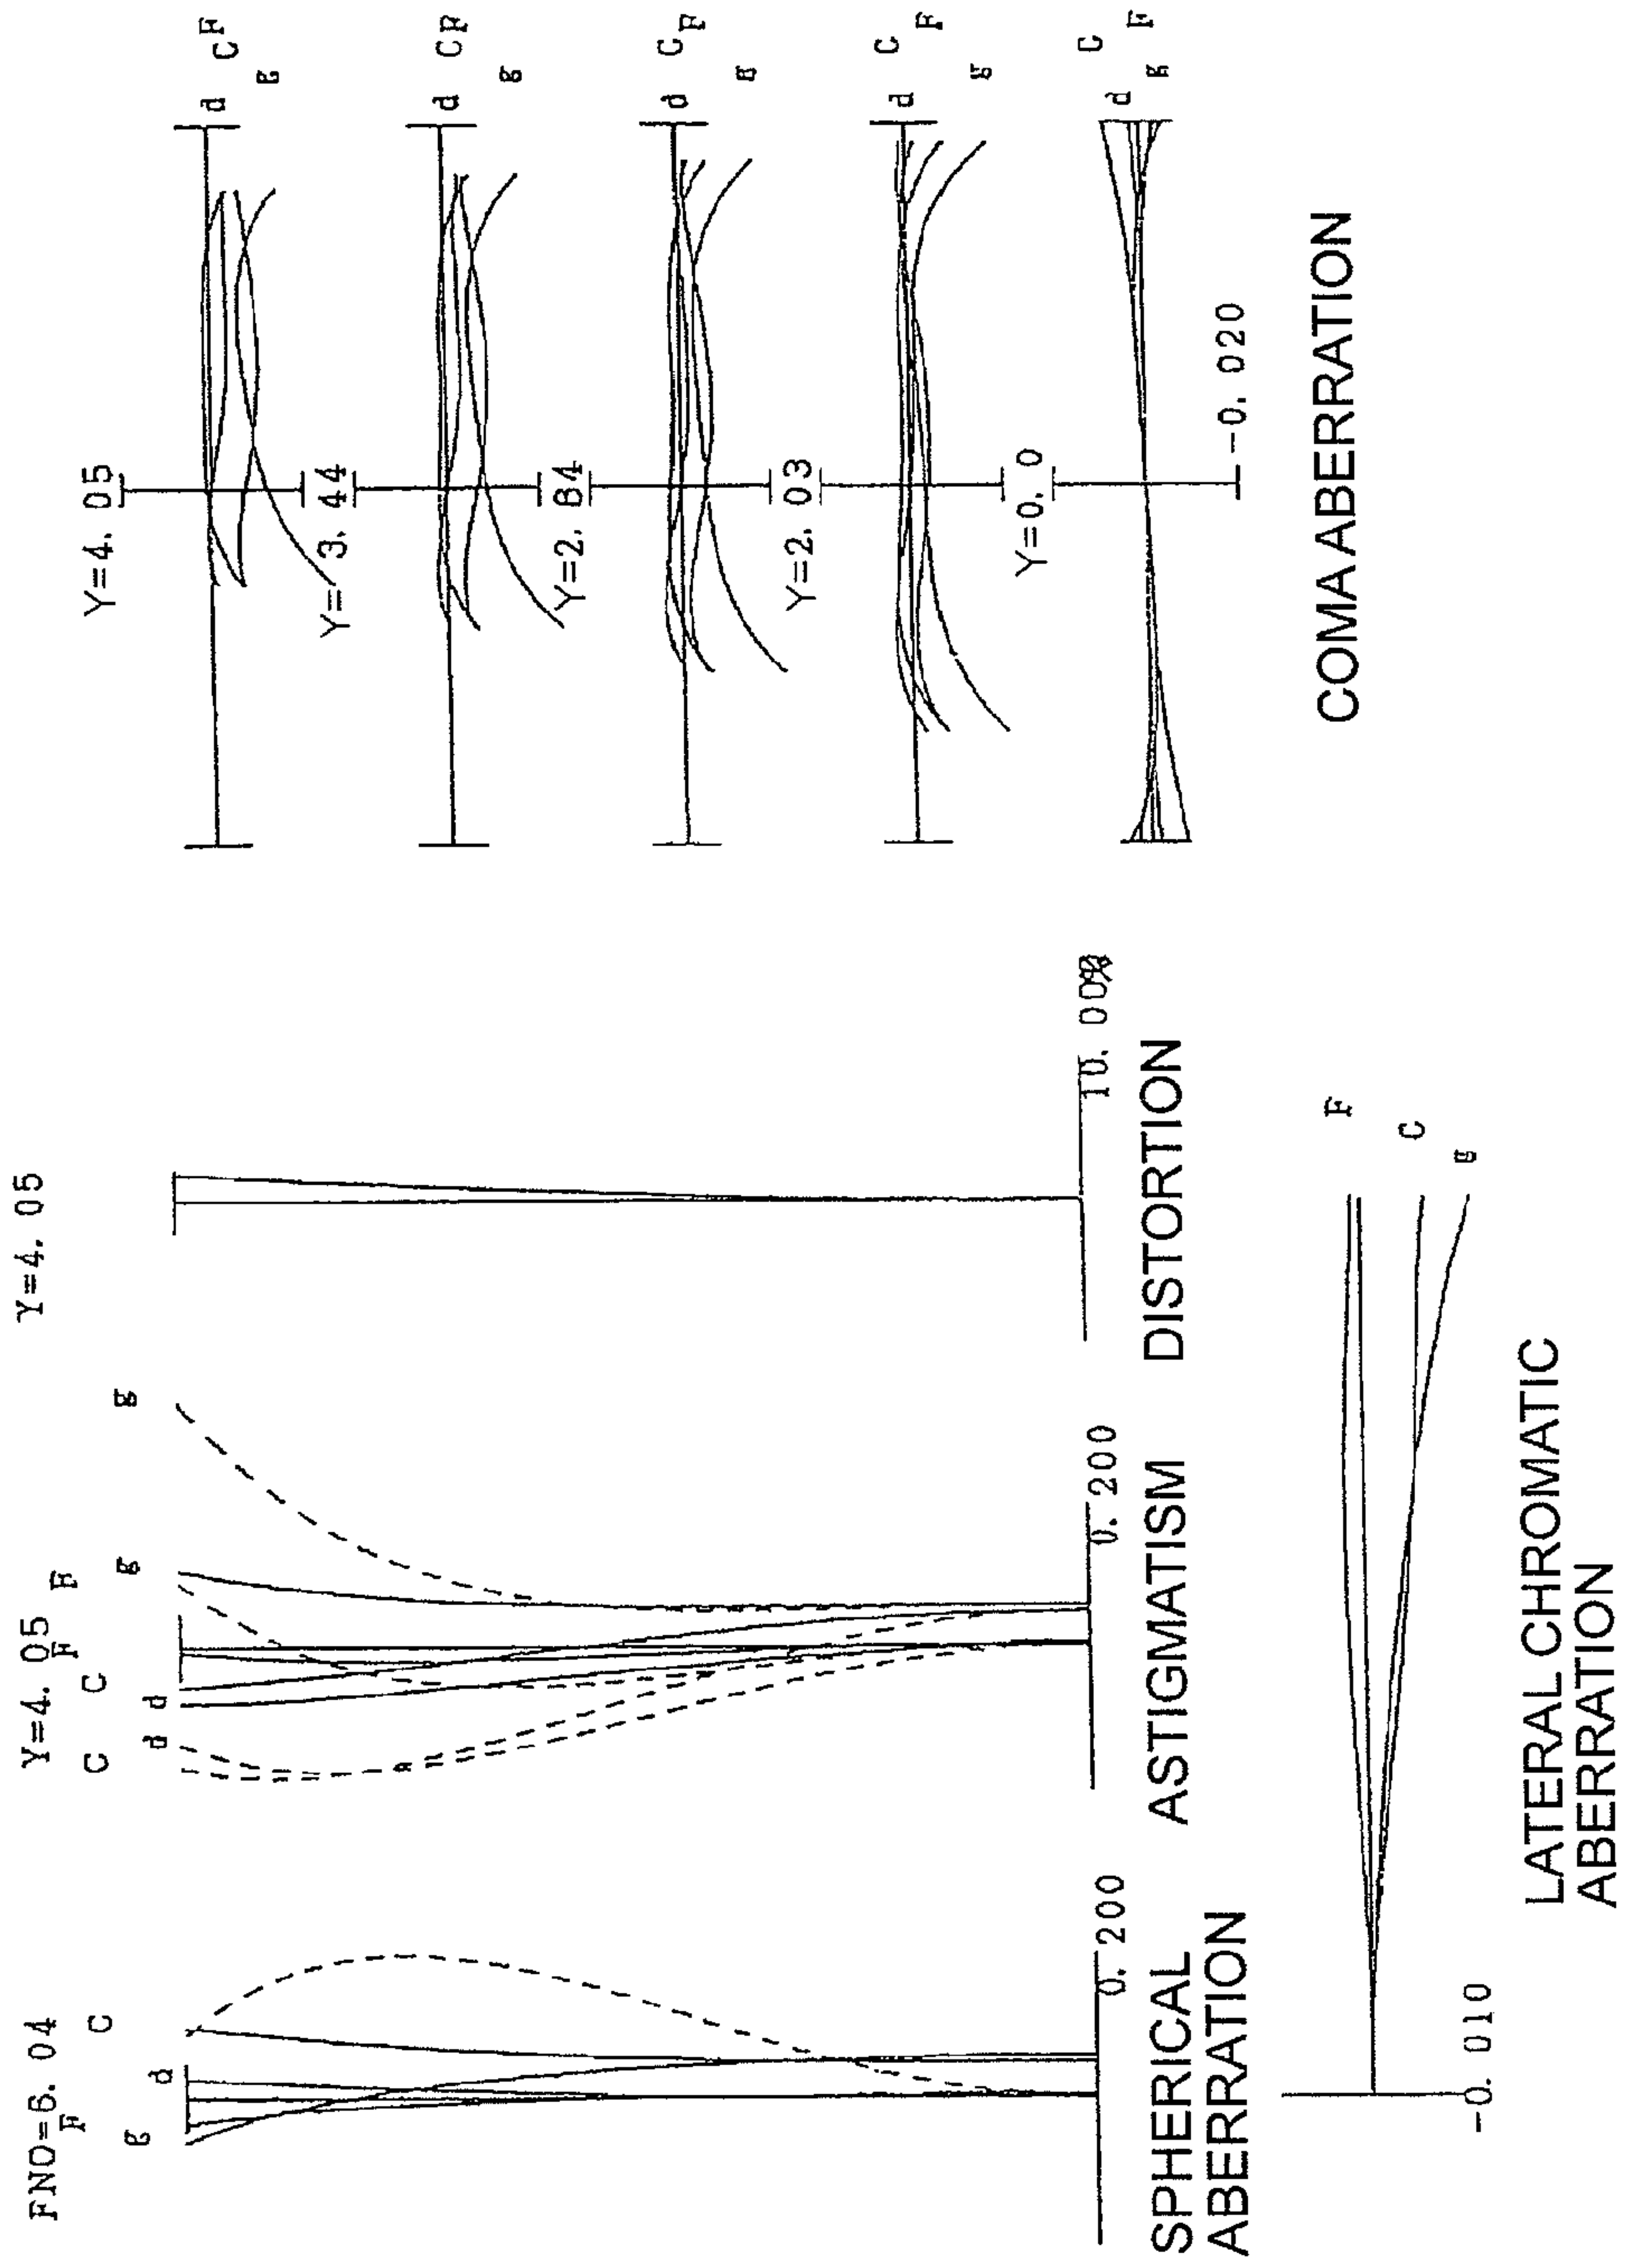 FNO=6.04
F
g
d
C
0.200
SPHERICAL
ABERRATION
Y=4.05
F
F
C
d
d
C
g
g
0.200
ASTIGMATISM
Y=4.05
10.00%
DISTORTION
Y=4.05
d
C
F
g
Y=3.44
d
C
F
g
Y=2.84
d
C
F
g
Y=2.03
d
C
F
g
Y=0.0
d
C
F
g
-0.020
COMA ABERRATION
F
C
g
-0.010
LATERAL CHROMATIC
ABERRATION